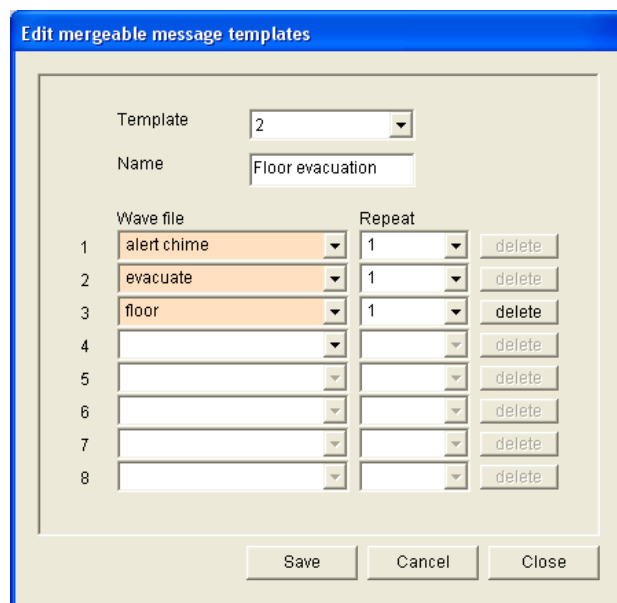 Edit mergeable message templates
Template 2
Name Floor evacuation
Wave file Repeat
1 alert chime 1 delete
2 evacuate 1 delete
3 floor 1 delete
4 delete
5 delete
6 delete
7 delete
8 delete
Save Cancel Close